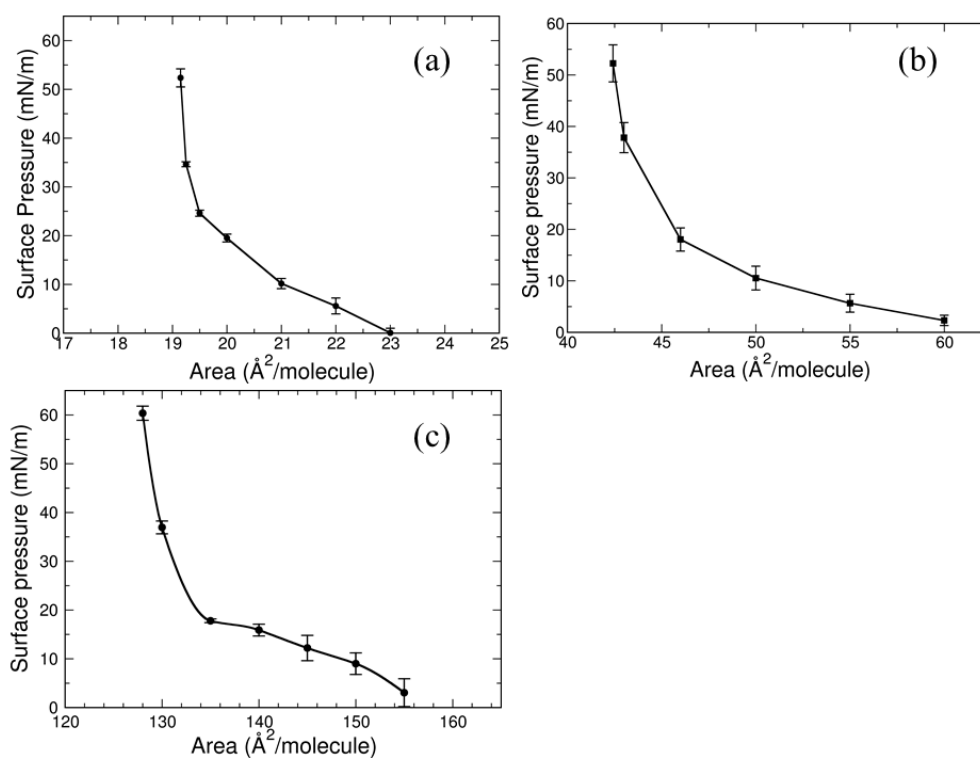 60
50
40
30
20
10
0
Surface Pressure (mN/m)
(a)
17 18 19 20 21 22 23 24 25
Area (Å²/molecule)
60
50
40
30
20
10
0
Surface pressure (mN/m)
(b)
40 45 50 55 60
Area (Å²/molecule)
60
50
40
30
20
10
0
Surface pressure (mN/m)
(c)
120 130 140 150 160
Area (Å²/molecule)